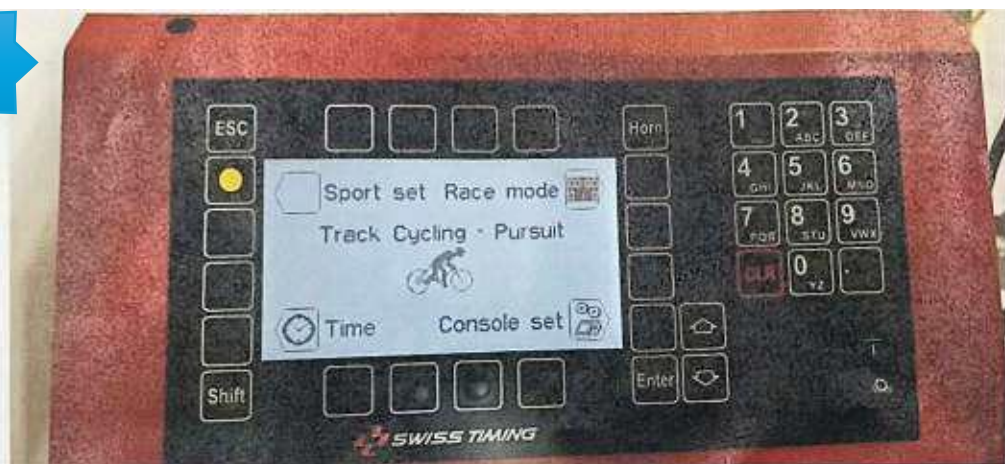 ESC
Horn
1
2 ABC
3 DEF
Sport set Race mode
4 GHI
5 JKL
6 MNO
Track Cycling - Pursuit
7 PQR
8 STU
9 VWX
CLR
0 YZ
.
Time
Console set
Shift
Enter
SWISS TIMING